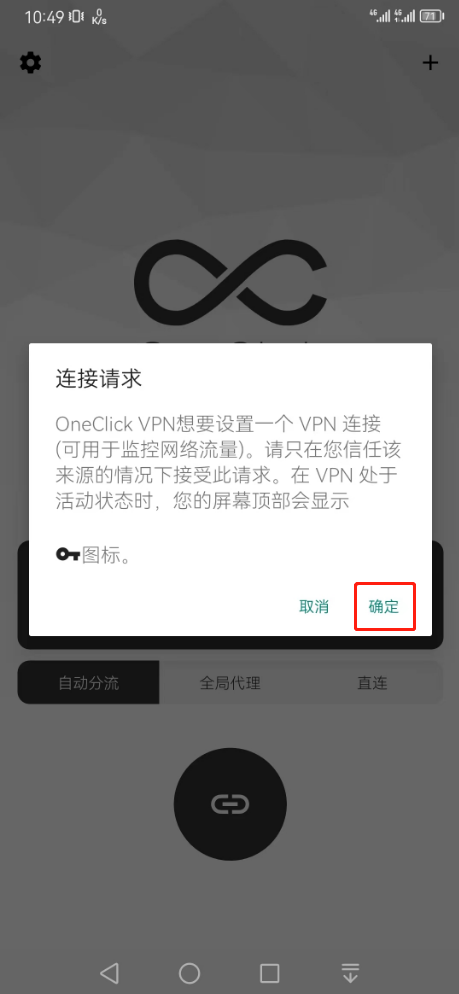 10:49 0 K/s 4G 4G 71
连接请求
OneClick VPN想要设置一个 VPN 连接
(可用于监控网络流量)。请只在您信任该
来源的情况下接受此请求。在 VPN 处于
活动状态时，您的屏幕顶部会显示
图标。
取消 确定
自动分流 全局代理 直连